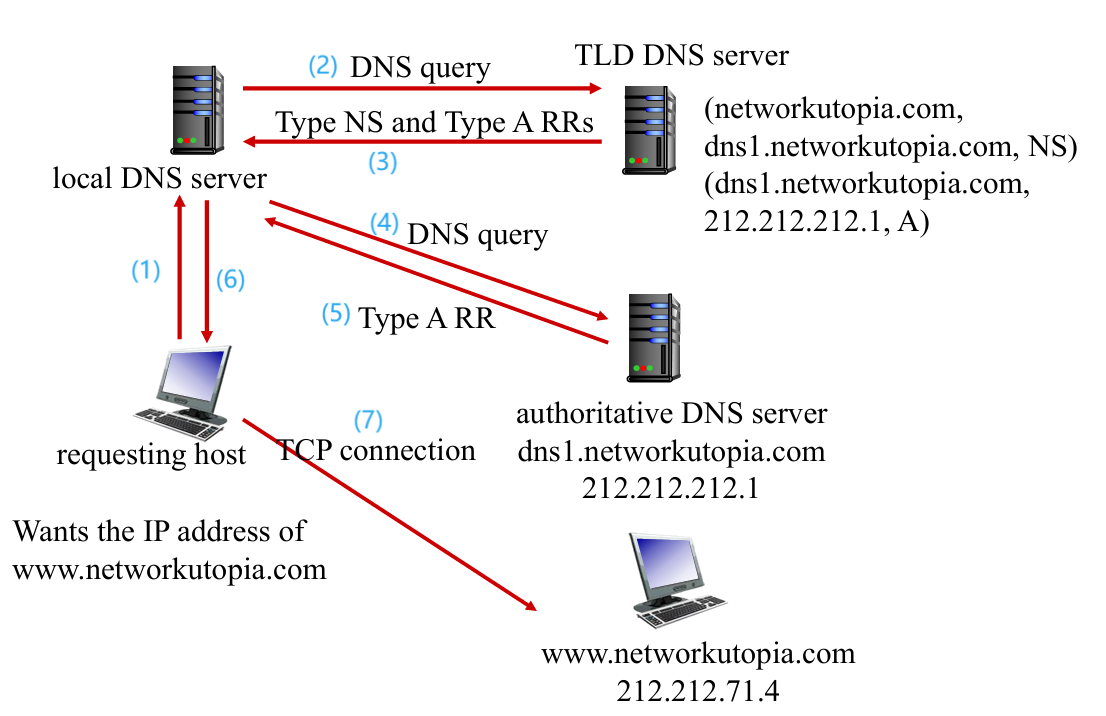 (2) DNS query
TLD DNS server
Type NS and Type A RRs
(3)
(networkutopia.com,
dns1.networkutopia.com, NS)
(dns1.networkutopia.com,
212.212.212.1, A)
local DNS server
(4) DNS query
(1)
(6)
(5) Type A RR
authoritative DNS server
dns1.networkutopia.com
212.212.212.1
(7)
TCP connection
requesting host
Wants the IP address of
www.networkutopia.com
www.networkutopia.com
212.212.71.4